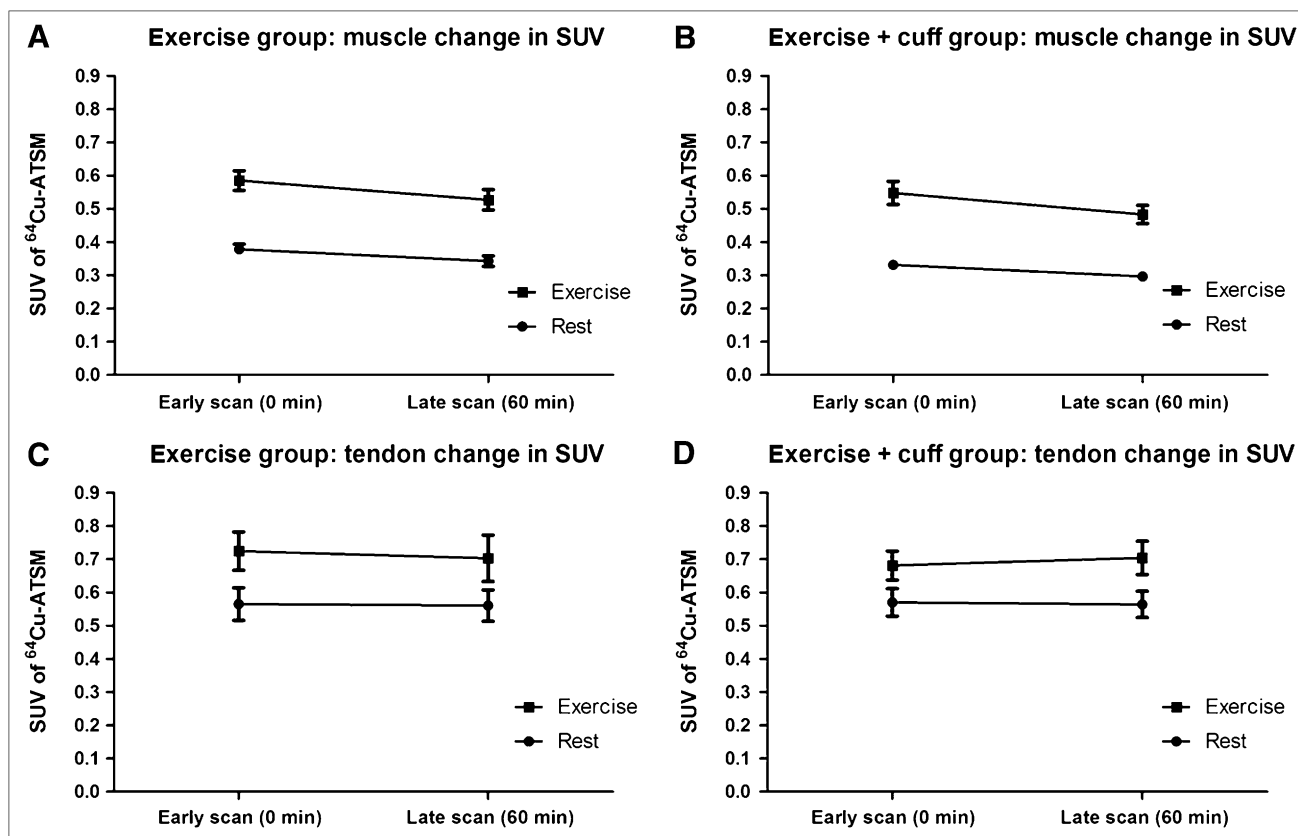 A
Exercise group: muscle change in SUV
SUV of ⁶⁴Cu-ATSM
0.9
0.8
0.7
0.6
0.5
0.4
0.3
0.2
0.1
0.0
Exercise
Rest
Early scan (0 min) Late scan (60 min)
B
Exercise + cuff group: muscle change in SUV
SUV of ⁶⁴Cu-ATSM
0.9
0.8
0.7
0.6
0.5
0.4
0.3
0.2
0.1
0.0
Exercise
Rest
Early scan (0 min) Late scan (60 min)
C
Exercise group: tendon change in SUV
SUV of ⁶⁴Cu-ATSM
0.9
0.8
0.7
0.6
0.5
0.4
0.3
0.2
0.1
0.0
Exercise
Rest
Early scan (0 min) Late scan (60 min)
D
Exercise + cuff group: tendon change in SUV
SUV of ⁶⁴Cu-ATSM
0.9
0.8
0.7
0.6
0.5
0.4
0.3
0.2
0.1
0.0
Exercise
Rest
Early scan (0 min) Late scan (60 min)